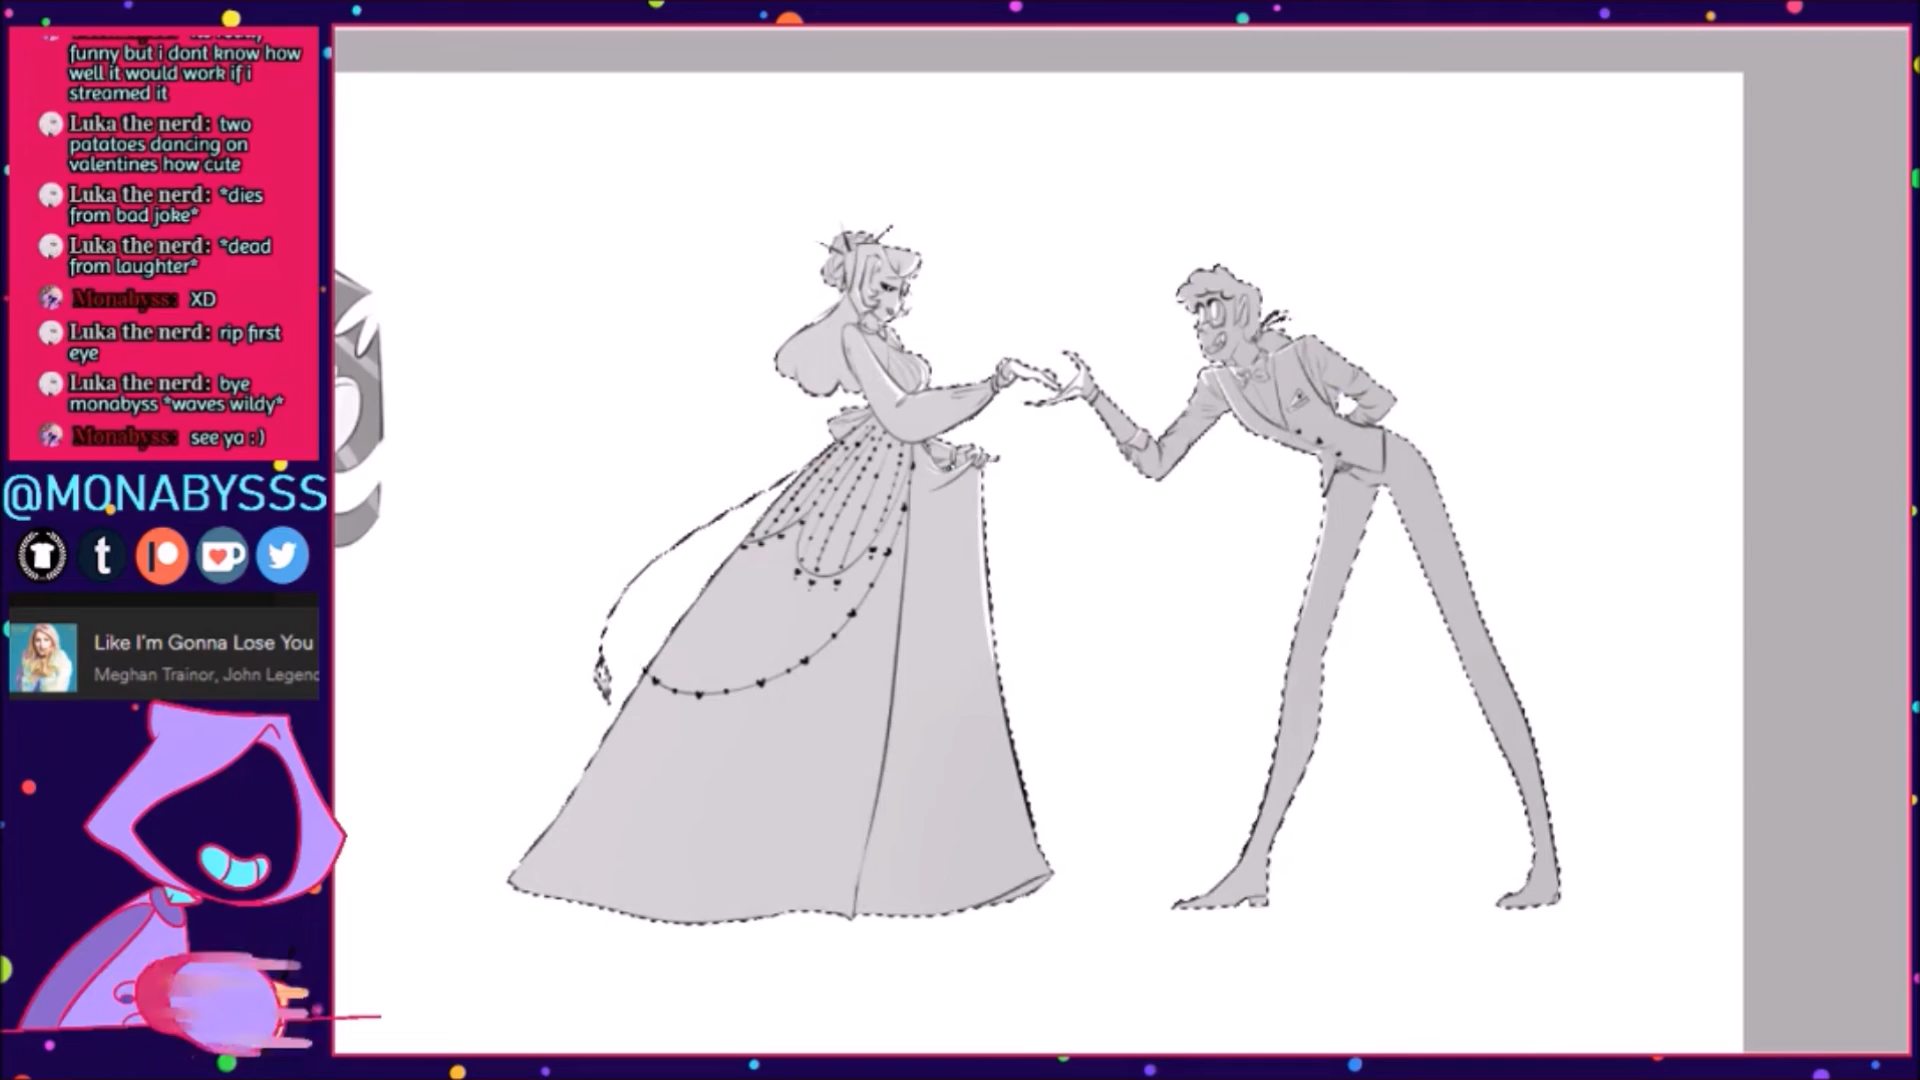 funny but i dont know how
well it would work if i
streamed it
Luka the nerd: two
patatoes dancing on
valentines how cute
Luka the nerd: *dies
from bad joke*
Luka the nerd: *dead
from laughter*
Monabyss: XD
Luka the nerd: rip first
eye
Luka the nerd: bye
monabyss *waves wildy*
Monabyss: see ya :)
@MONABYSSS
t
Like I'm Gonna Lose You
Meghan Trainor, John Legend